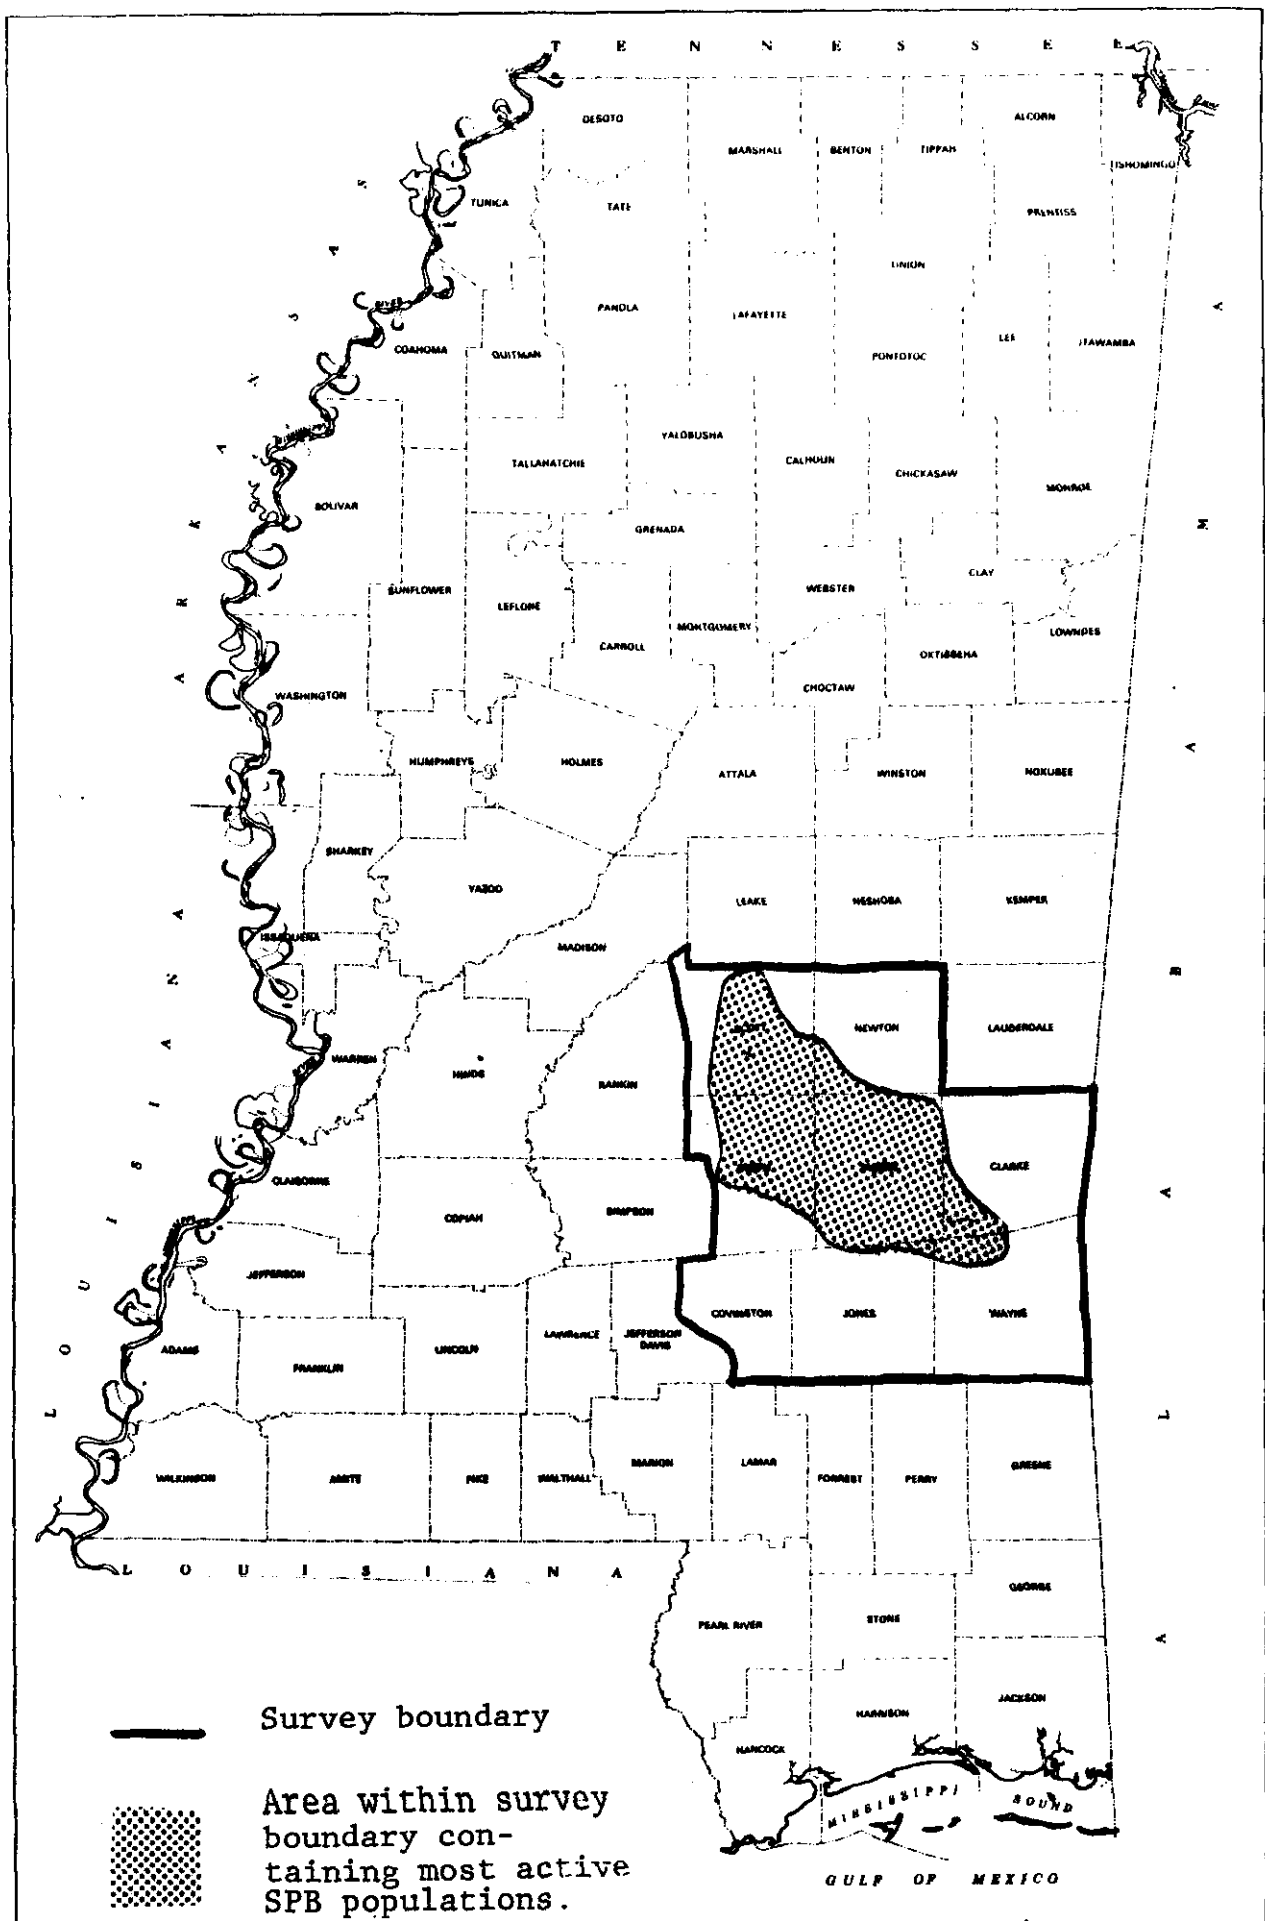 T E N N E S S E E
DESOTO
MARSHALL
BENTON
TIPPAH
ALCORN
TISHOMINGO
TUNICA
TATE
PRENTISS
UNION
PANOLA
LAFAYETTE
LEE
ITAWAMBA
COAHOMA
QUITMAN
PONTOTOC
RIVER
YALOBUSHA
TALLAHATCHIE
CALHOUN
CHICKASAW
MONROE
BOLIVAR
GRENADA
SUNFLOWER
LEFLORE
WEBSTER
CLAY
MONTGOMERY
CARROLL
LOWNDES
OKTIBBEHA
CHOCTAW
WASHINGTON
HUMPHREYS
HOLMES
ATTALA
WINSTON
NOXUBEE
SHARKEY
YAZOO
LEAKE
NESHOBA
KEMPER
ISSAQUENA
MADISON
SCOTT
NEWTON
LAUDERDALE
WARREN
HINDS
RANKIN
CLAIBORNE
COPIAH
SIMPSON
SMITH
JASPER
CLARKE
JEFFERSON
ADAMS
FRANKLIN
LINCOLN
LAWRENCE
JEFFERSON
DAVIS
COVINGTON
JONES
WAYNE
WILKINSON
AMITE
PIKE
WALTHALL
MARION
LAMAR
FORREST
PERRY
GREENE
A R K A N S A S
L O U I S I A N A
A L A B A M A
L O U I S I A N A
GEORGE
PEARL RIVER
STONE
HARRISON
JACKSON
HANCOCK
MISSISSIPPI SOUND
GULF OF MEXICO
Survey boundary
Area within survey
boundary con-
taining most active
SPB populations.